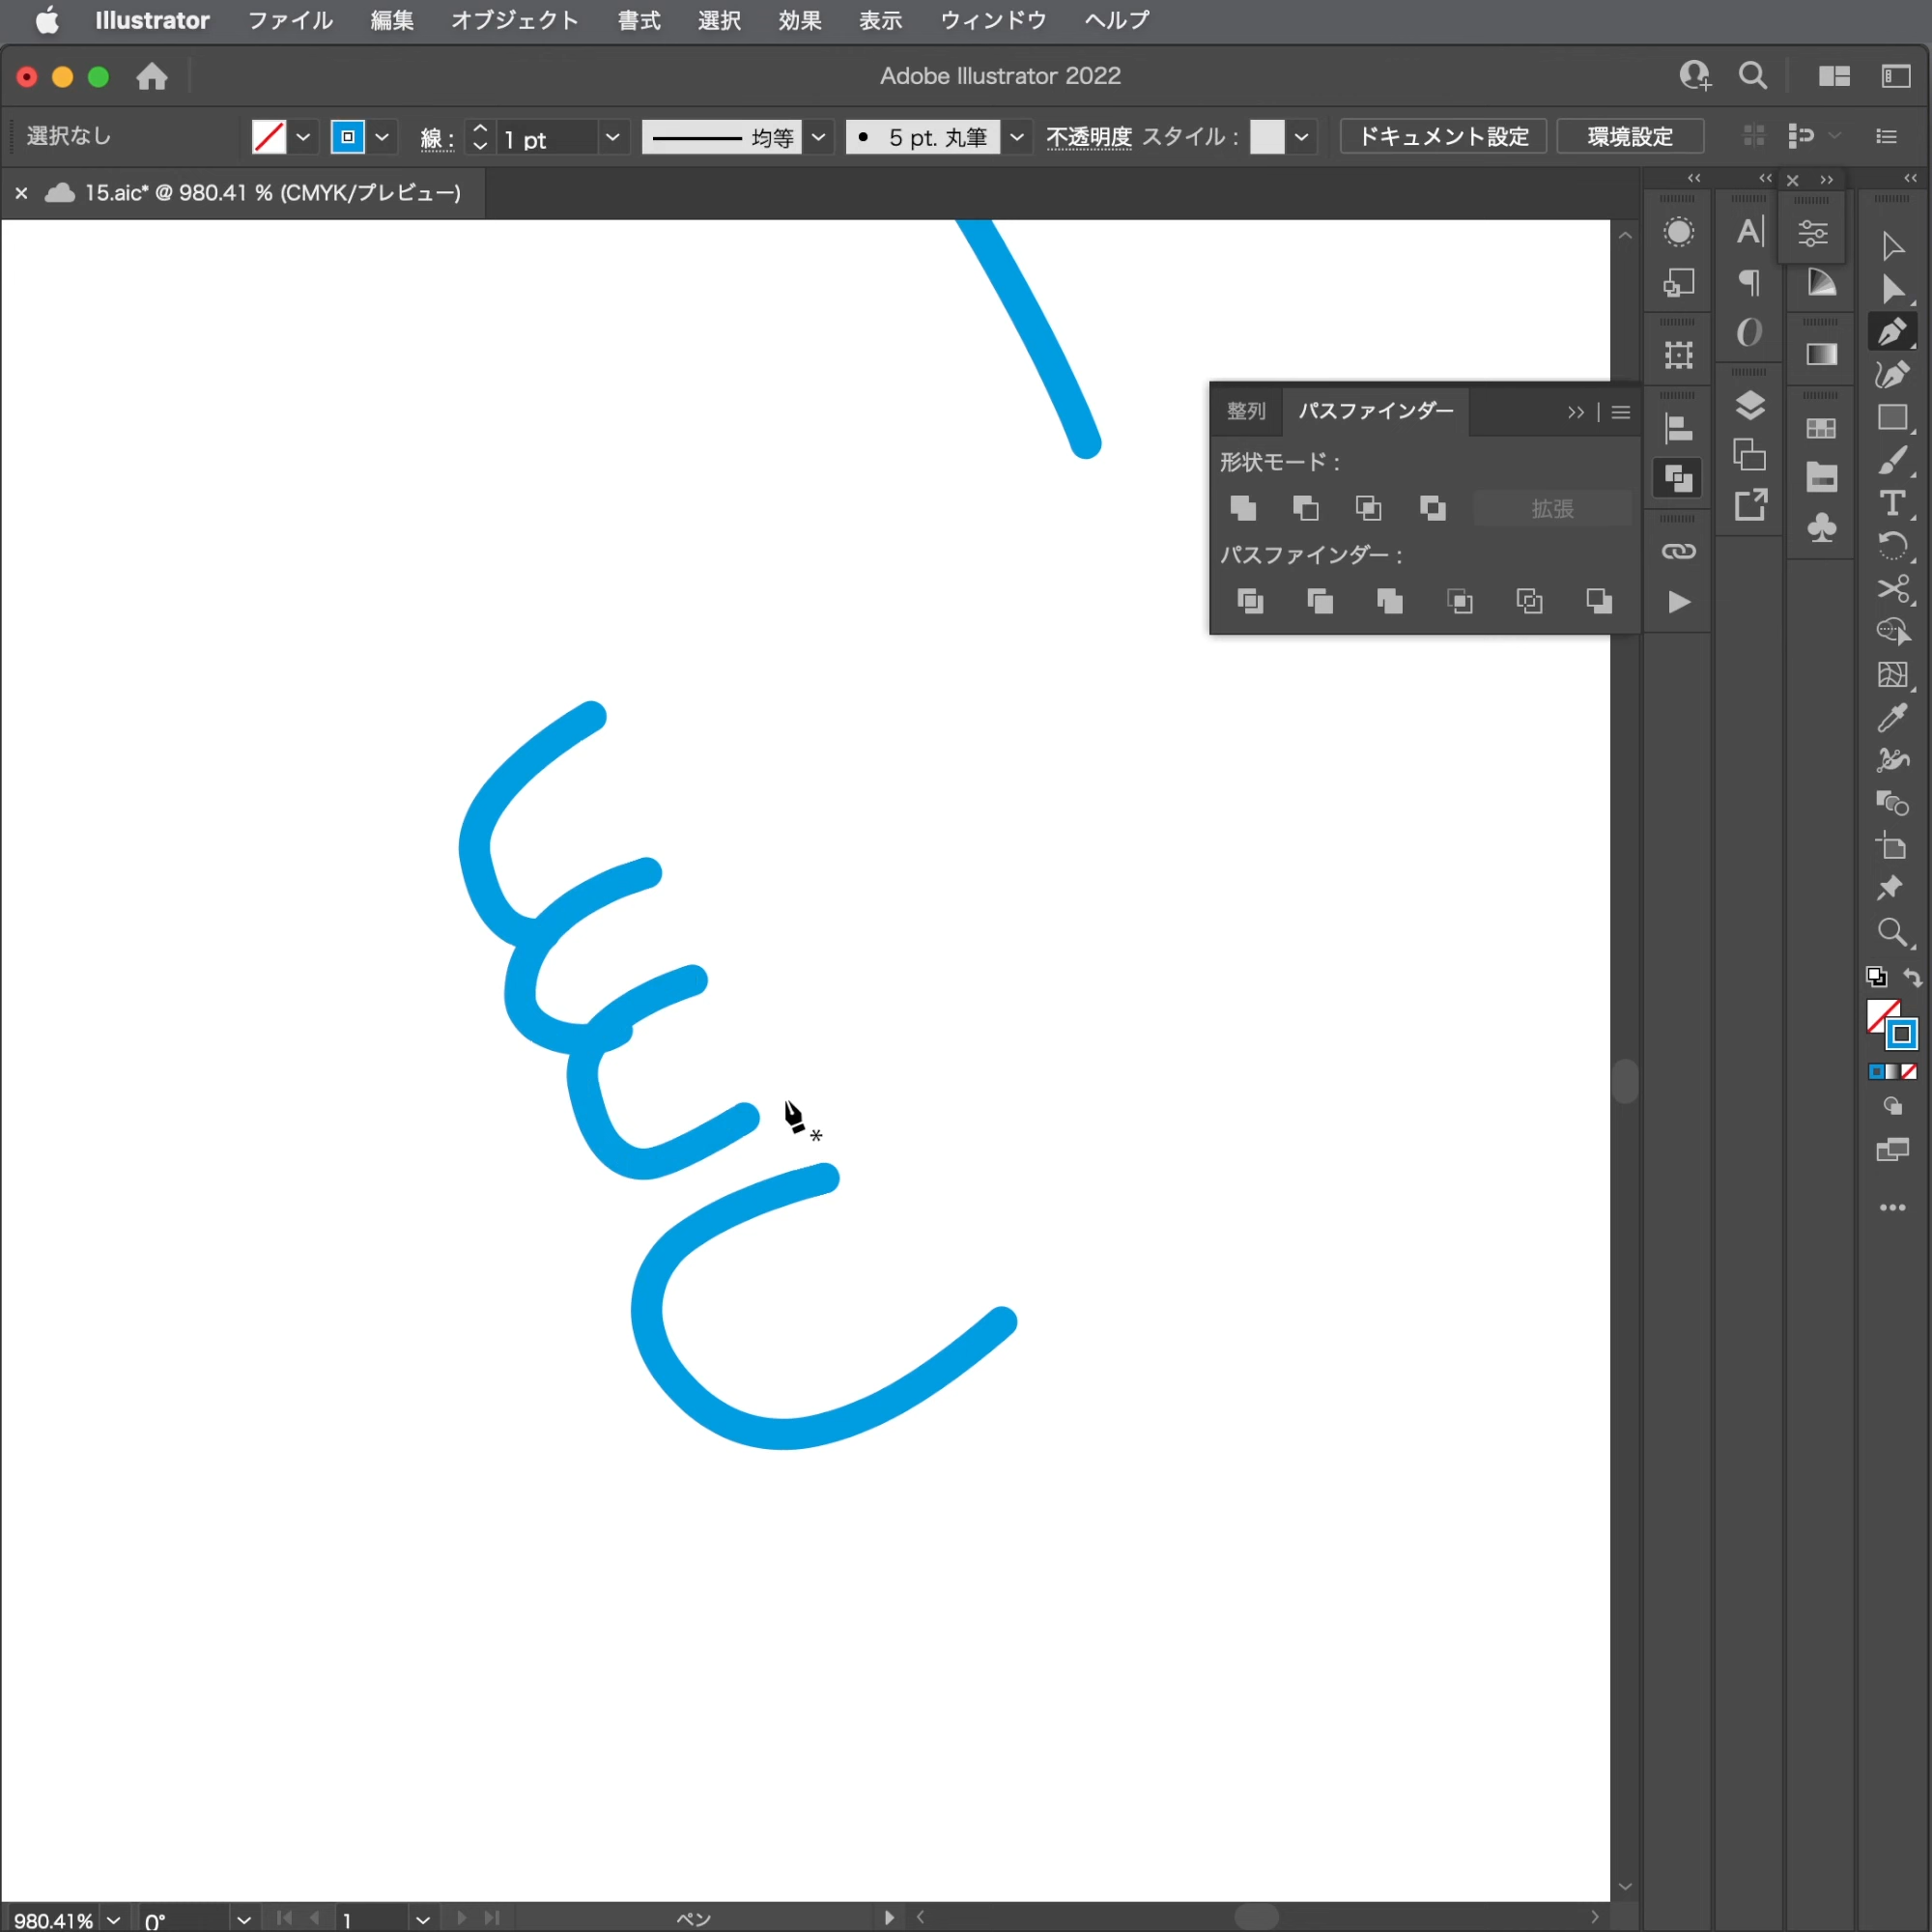 Illustrator ファイル 編集 オブジェクト 書式 選択 効果 表示 ウィンドウ ヘルプ
Adobe Illustrator 2022
選択なし 線 : 1 pt 均等 5 pt. 丸筆 不透明度 スタイル : ドキュメント設定 環境設定
15.aic* @ 980.41 % (CMYK/プレビュー)
整列 パスファインダー
形状モード :
拡張
パスファインダー :
980.41% 0° 1 ペン